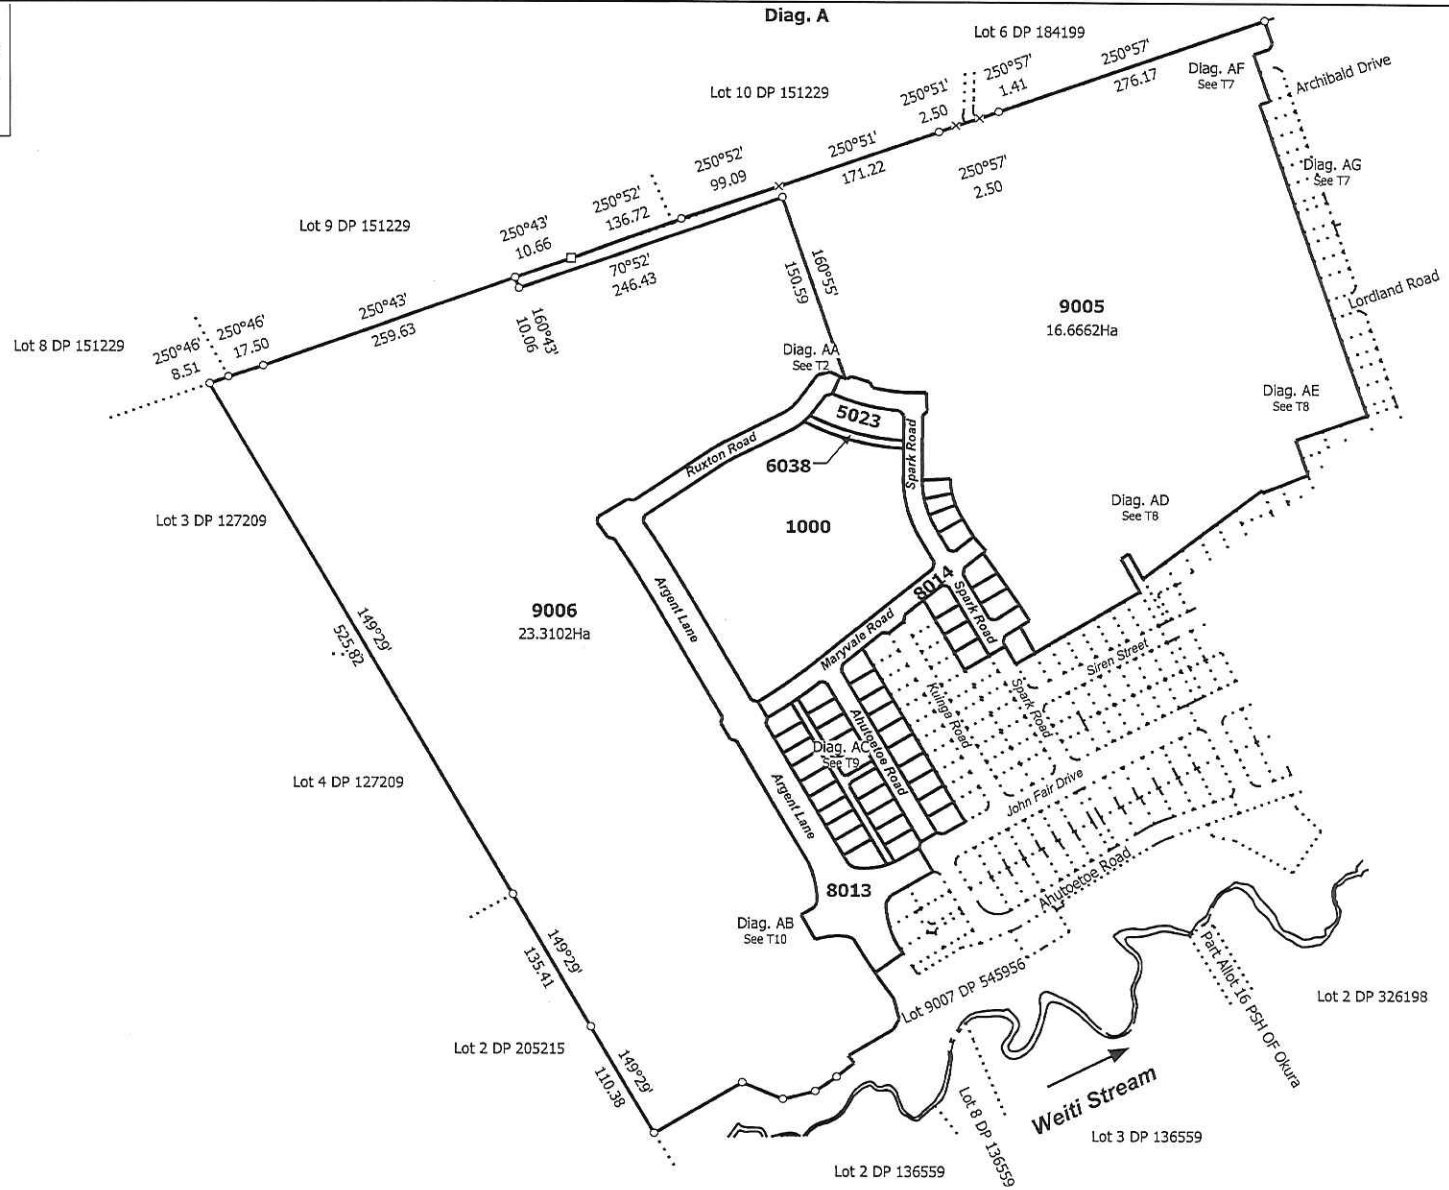 Diag. A
Lot 6 DP 184199
250°57'
276.17
250°57'
1.41
250°51'
2.50
Lot 10 DP 151229
Diag. AF
See T7
Archibald Drive
250°52'
99.09
250°51'
171.22
250°57'
2.50
Diag. AG
See T7
Lot 9 DP 151229
250°52'
136.72
250°43'
10.66
70°52'
246.43
160°55'
150.59
9005
16.6662Ha
Lordland Road
Lot 8 DP 151229
250°46'
8.51
250°46'
17.50
250°43'
259.63
160°43'
10.06
Diag. AA
See T2
Diag. AE
See T8
5023
6038
Ruxton Road
Spark Road
Lot 3 DP 127209
1000
Diag. AD
See T8
9006
23.3102Ha
Argent Lane
8014
Spark Road
Maryvale Road
149°29'
525.82
Siren Street
Kuinga Road
Spark Road
Ahutoetoe Road
Diag. AC
See T9
Lot 4 DP 127209
Argent Lane
John Fair Drive
Ahutoetoe Road
8013
Diag. AB
See T10
149°29'
135.41
Lot 9007 DP 545956
Part Allot 16 PSH OF Okura
Lot 2 DP 326198
Lot 2 DP 205215
149°29'
110.38
Weiti Stream
Lot 8 DP 136559
Lot 3 DP 136559
Lot 2 DP 136559